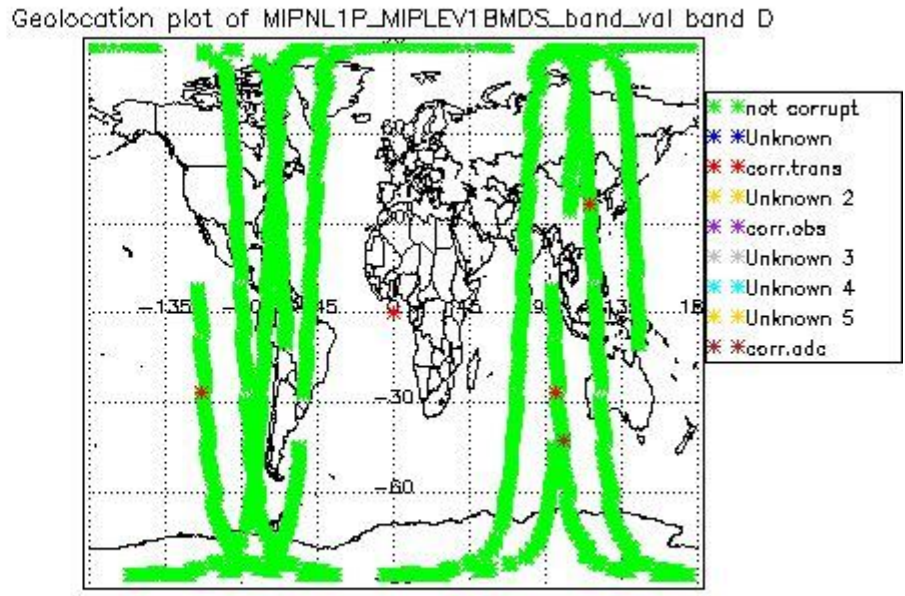 Geolocation plot of MIPNL1P_MIPLEV1BMDS_band_val band D
not corrupt
Unknown
corr.trans
Unknown 2
corr.obs
Unknown 3
Unknown 4
Unknown 5
corr.adc
60
-135
45
-30
-60